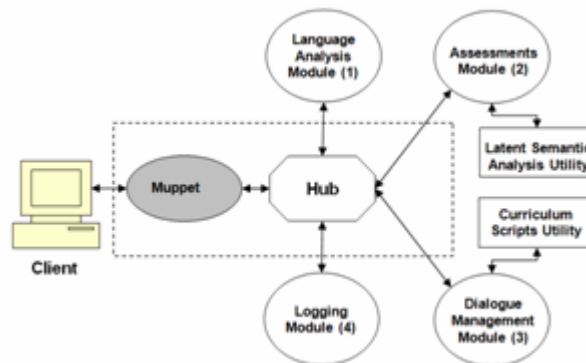 Language
Analysis
Module (1)
Assessments
Module (2)
Latent Semantic
Analysis Utility
Muppet
Hub
Curriculum
Scripts Utility
Client
Logging
Module (4)
Dialogue
Management
Module (3)